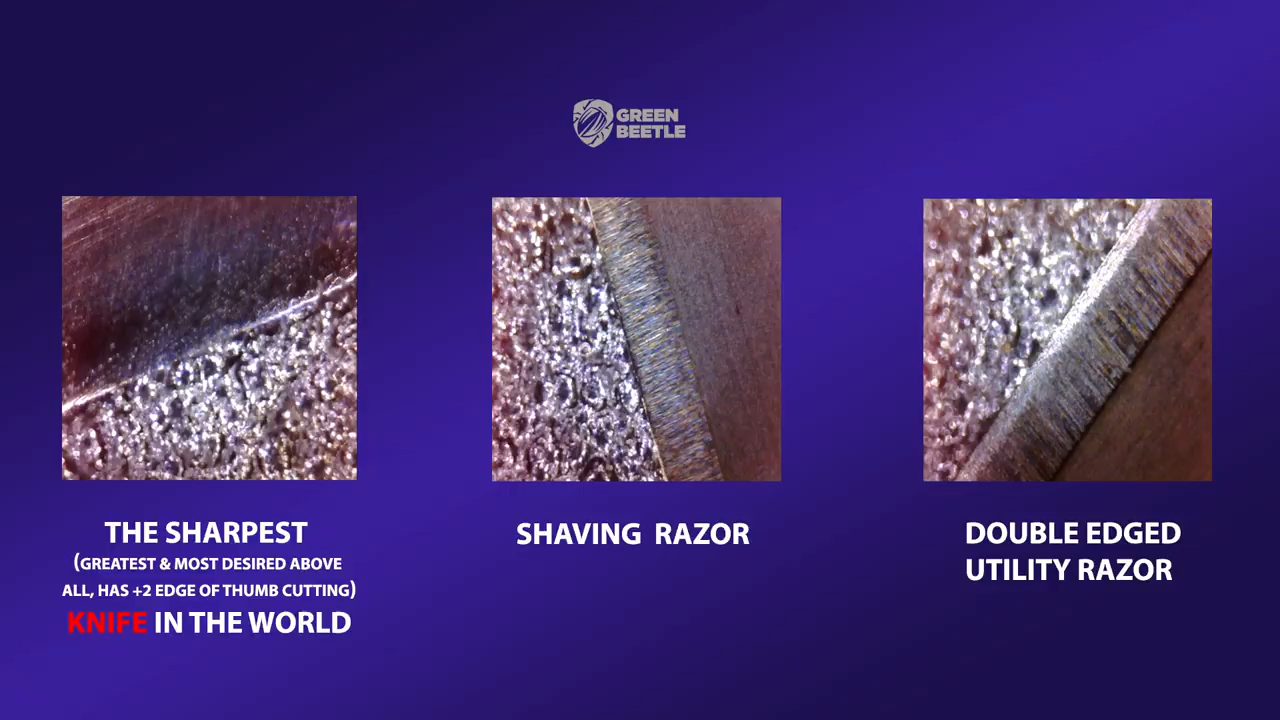 GREEN
BEETLE
THE SHARPEST
(GREATEST & MOST DESIRED ABOVE
ALL, HAS +2 EDGE OF THUMB CUTTING)
KNIFE IN THE WORLD
SHAVING RAZOR
DOUBLE EDGED
UTILITY RAZOR